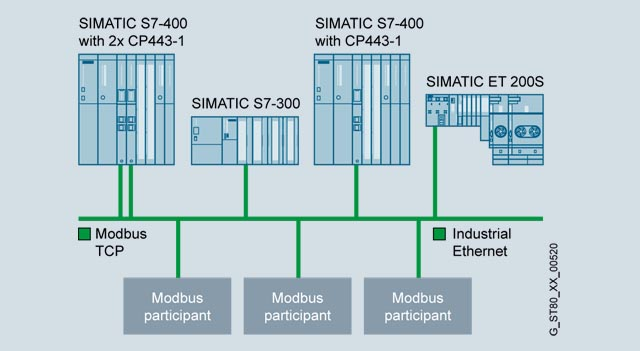 SIMATIC S7-400
with 2x CP443-1
SIMATIC S7-300
SIMATIC S7-400
with CP443-1
SIMATIC ET 200S
Modbus
TCP
Industrial
Ethernet
Modbus
participant
Modbus
participant
Modbus
participant
G_ST80_XX_00520